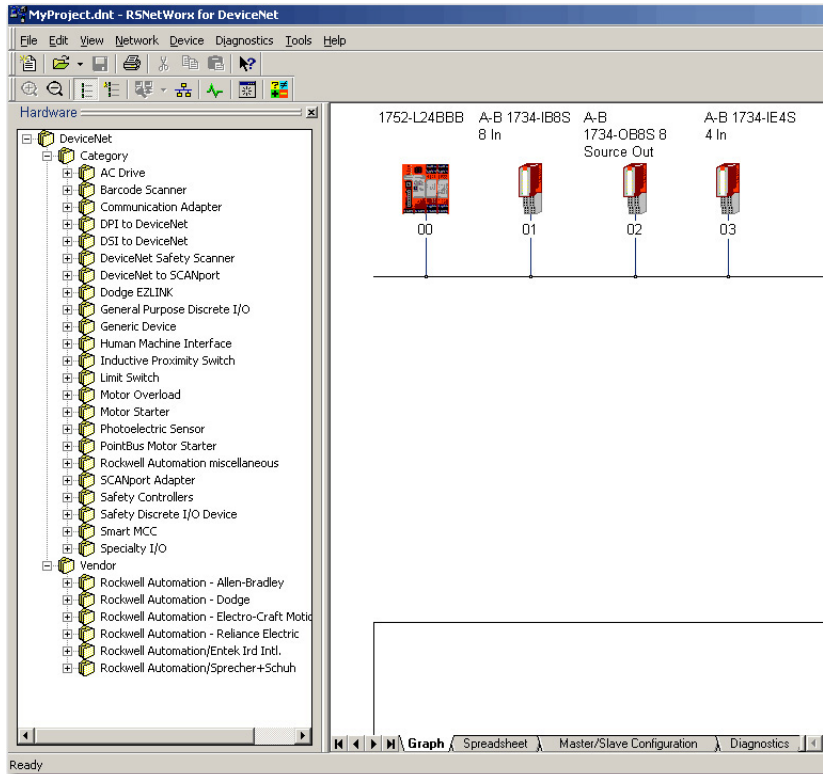 MyProject.dnt - RSNetWorx for DeviceNet
File Edit View Network Device Diagnostics Tools Help
Hardware
DeviceNet
Category
AC Drive
Barcode Scanner
Communication Adapter
DPI to DeviceNet
DSI to DeviceNet
DeviceNet Safety Scanner
DeviceNet to SCANport
Dodge EZLINK
General Purpose Discrete I/O
Generic Device
Human Machine Interface
Inductive Proximity Switch
Limit Switch
Motor Overload
Motor Starter
Photoelectric Sensor
PointBus Motor Starter
Rockwell Automation miscellaneous
SCANport Adapter
Safety Controllers
Safety Discrete I/O Device
Smart MCC
Specialty I/O
Vendor
Rockwell Automation - Allen-Bradley
Rockwell Automation - Dodge
Rockwell Automation - Electro-Craft Motic
Rockwell Automation - Reliance Electric
Rockwell Automation/Entek Ird Intl.
Rockwell Automation/Sprecher+Schuh
1752-L24BBB
00
A-B 1734-IB8S
8 In
01
A-B
1734-OB8S 8
Source Out
02
A-B 1734-IE4S
4 In
03
Graph Spreadsheet Master/Slave Configuration Diagnostics
Ready